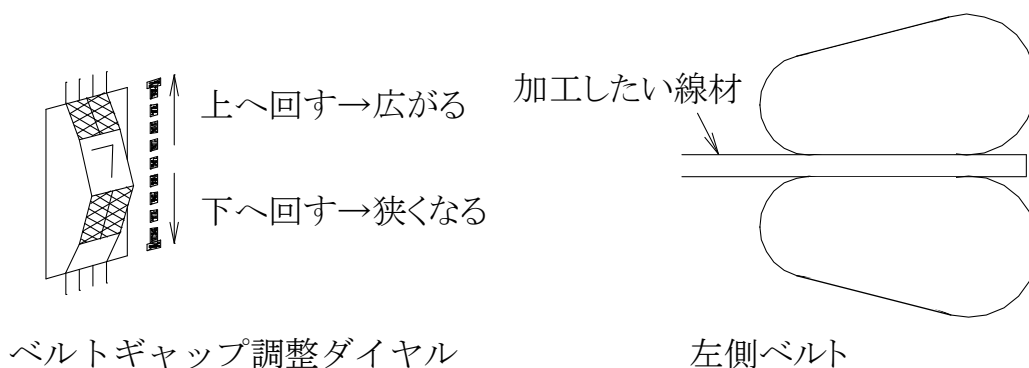 上へ回す→広がる
下へ回す→狭くなる
ベルトギャップ調整ダイヤル
加工したい線材
左側ベルト